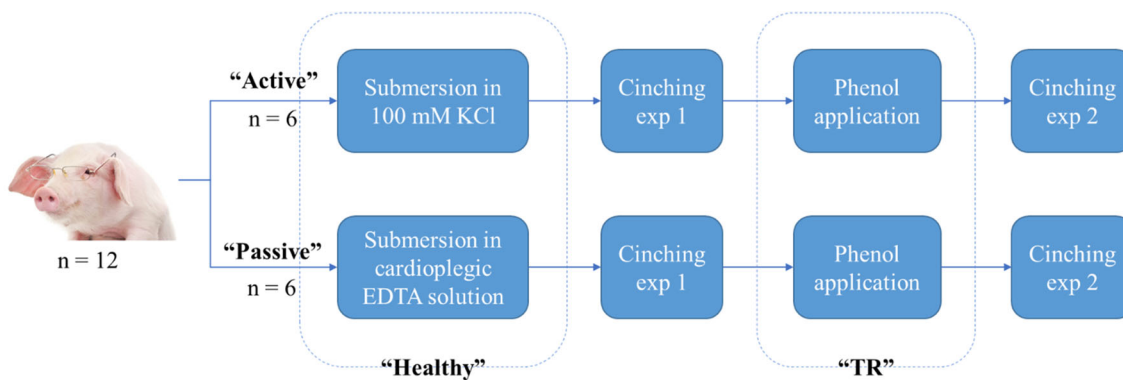 "Active"
n = 6
Submersion in
100 mM KCl
Cinching
exp 1
Phenol
application
Cinching
exp 2
n = 12
"Passive"
n = 6
Submersion in
cardioplegic
EDTA solution
Cinching
exp 1
Phenol
application
Cinching
exp 2
"Healthy"
"TR"